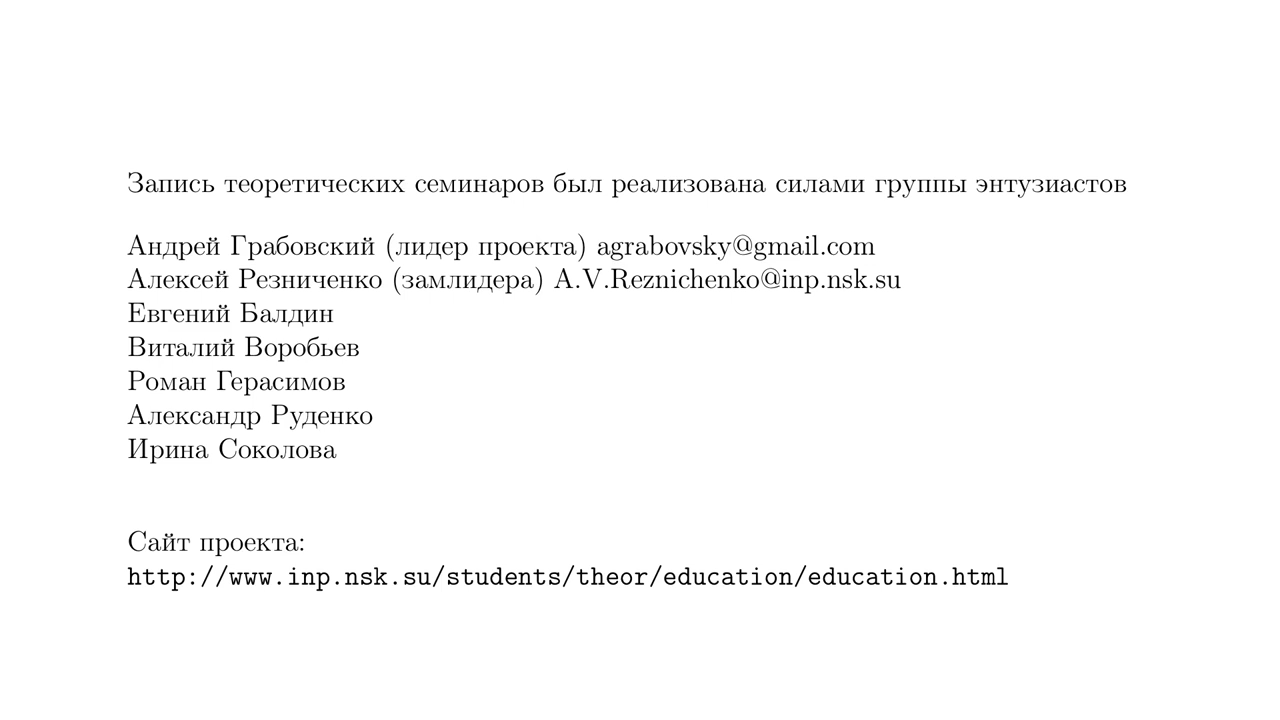 Запись теоретических семинаров был реализована силами группы энтузиастов
Андрей Грабовский (лидер проекта) agrabovsky@gmail.com
Алексей Резниченко (замлидера) A.V.Reznichenko@inp.nsk.su
Евгений Балдин
Виталий Воробьев
Роман Герасимов
Александр Руденко
Ирина Соколова
Сайт проекта:
http://www.inp.nsk.su/students/theor/education/education.html